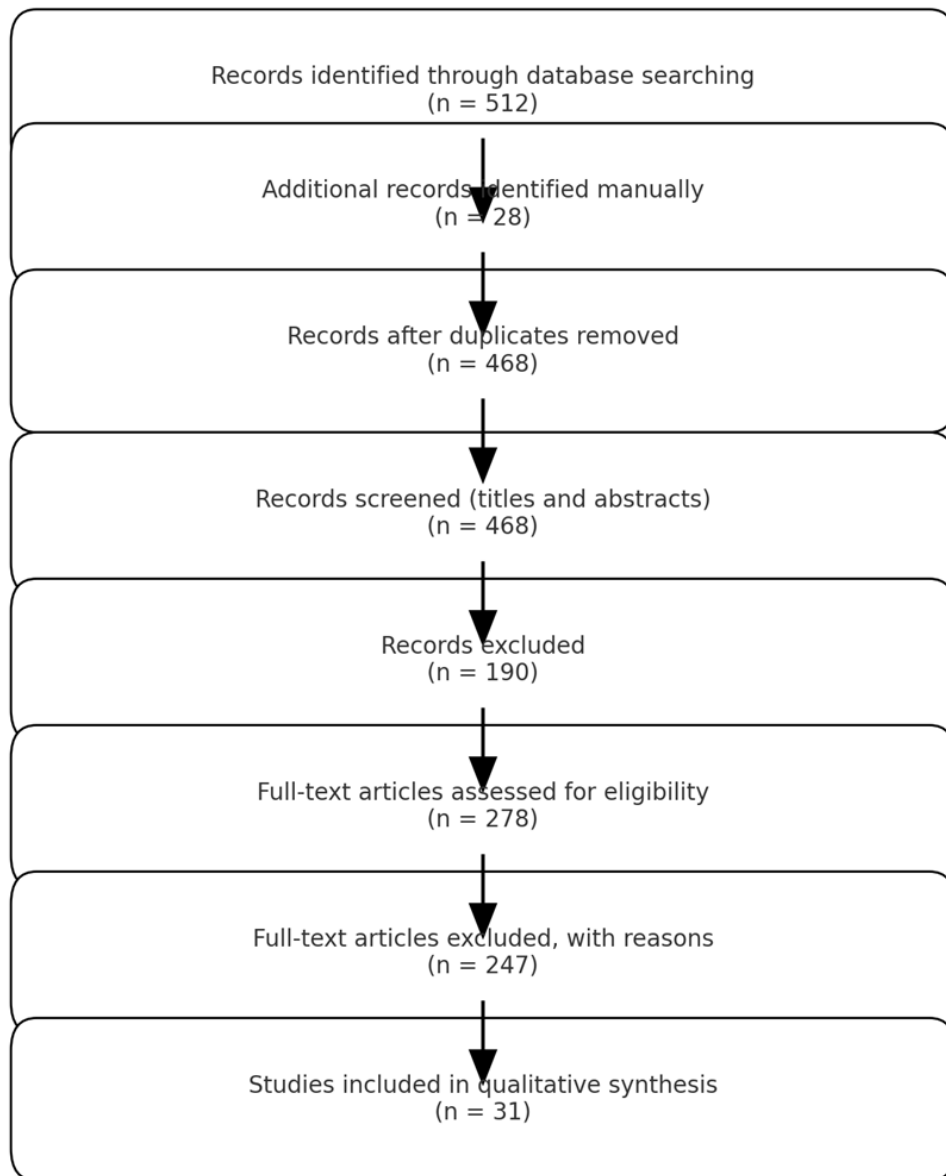 Records identified through database searching
(n = 512)
Additional records identified manually
(n = 28)
Records after duplicates removed
(n = 468)
Records screened (titles and abstracts)
(n = 468)
Records excluded
(n = 190)
Full-text articles assessed for eligibility
(n = 278)
Full-text articles excluded, with reasons
(n = 247)
Studies included in qualitative synthesis
(n = 31)